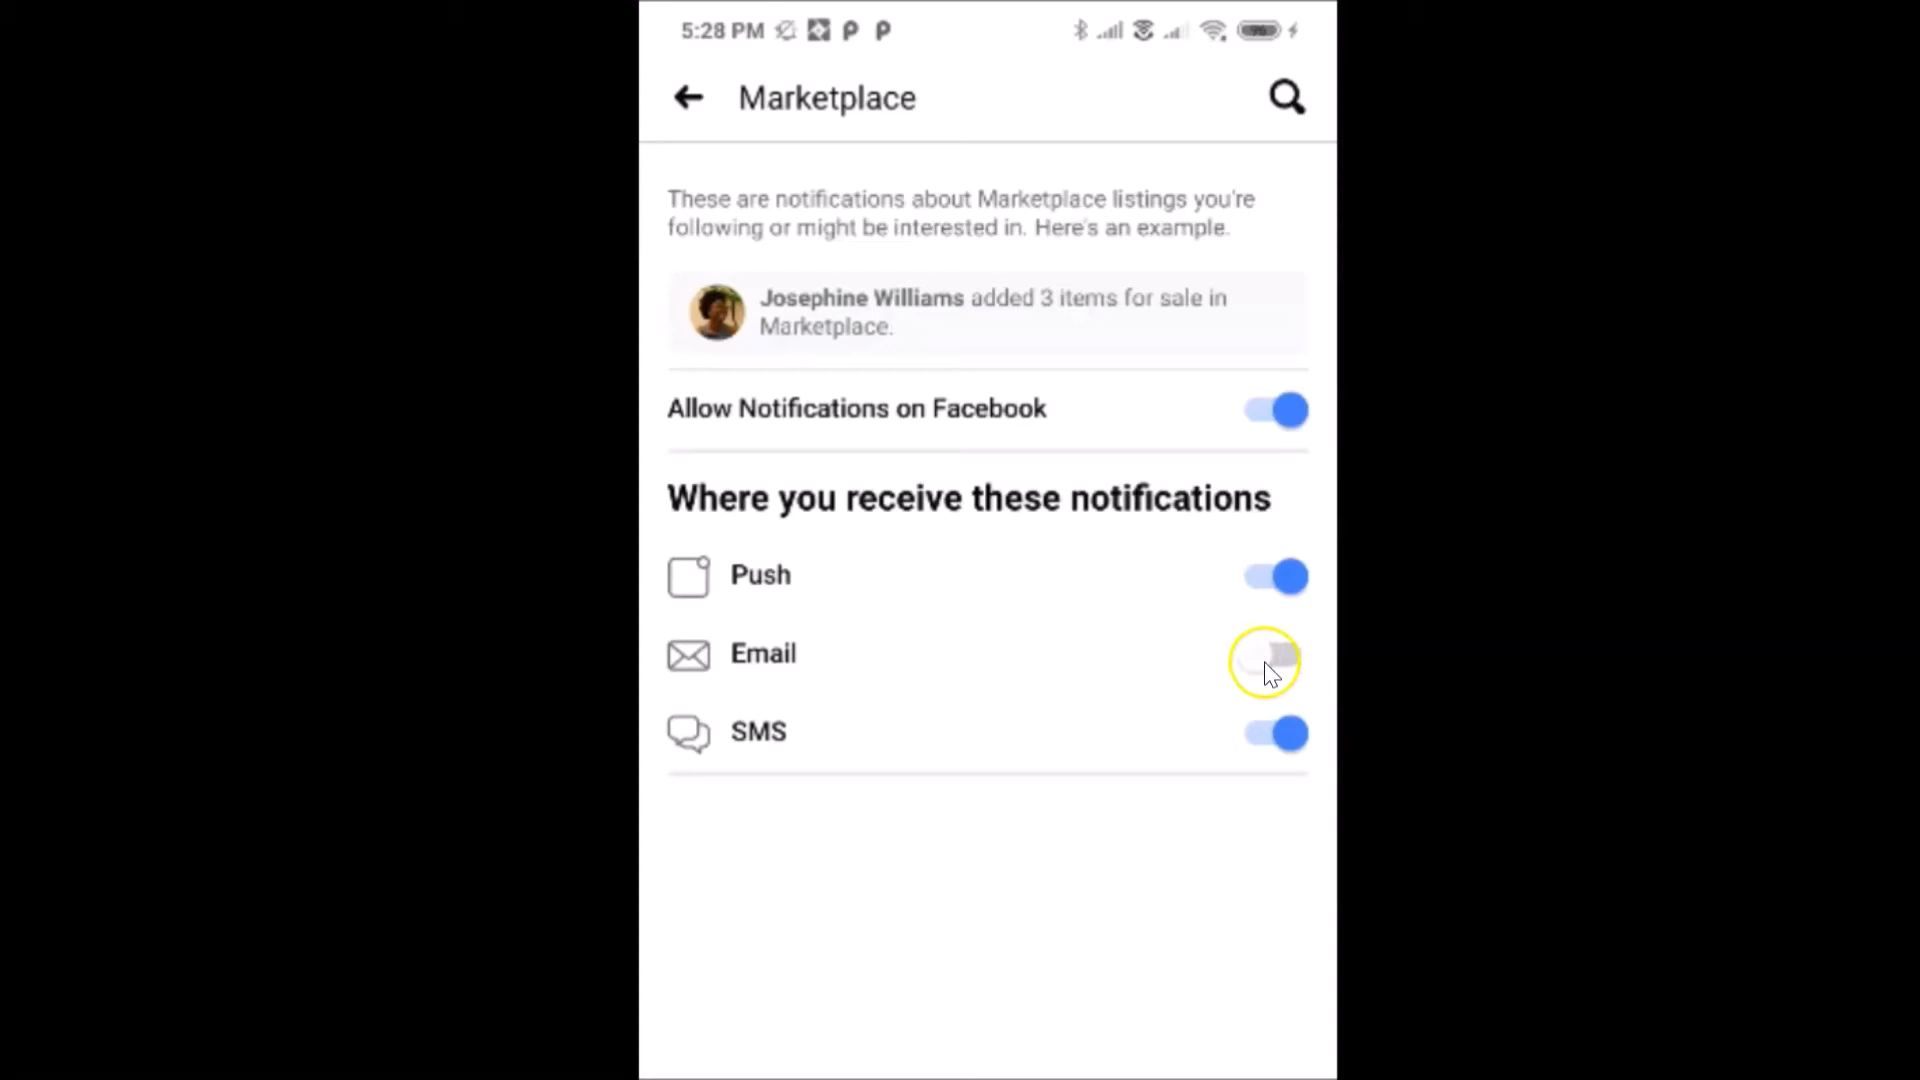 5:28 PM
Marketplace
These are notifications about Marketplace listings you're
following or might be interested in. Here's an example.
Josephine Williams added 3 items for sale in
Marketplace.
Allow Notifications on Facebook
Where you receive these notifications
Push
Email
SMS